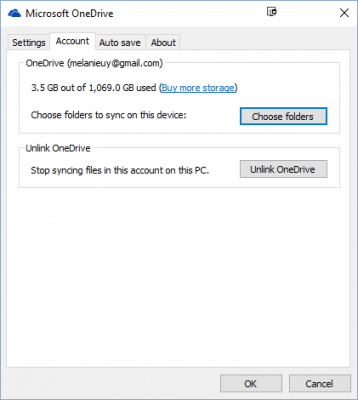 Microsoft OneDrive
Settings Account Auto save About
OneDrive (melanieuy@gmail.com)
3.5 GB out of 1,069.0 GB used (Buy more storage)
Choose folders to sync on this device: Choose folders
Unlink OneDrive
Stop syncing files in this account on this PC. Unlink OneDrive
OK Cancel